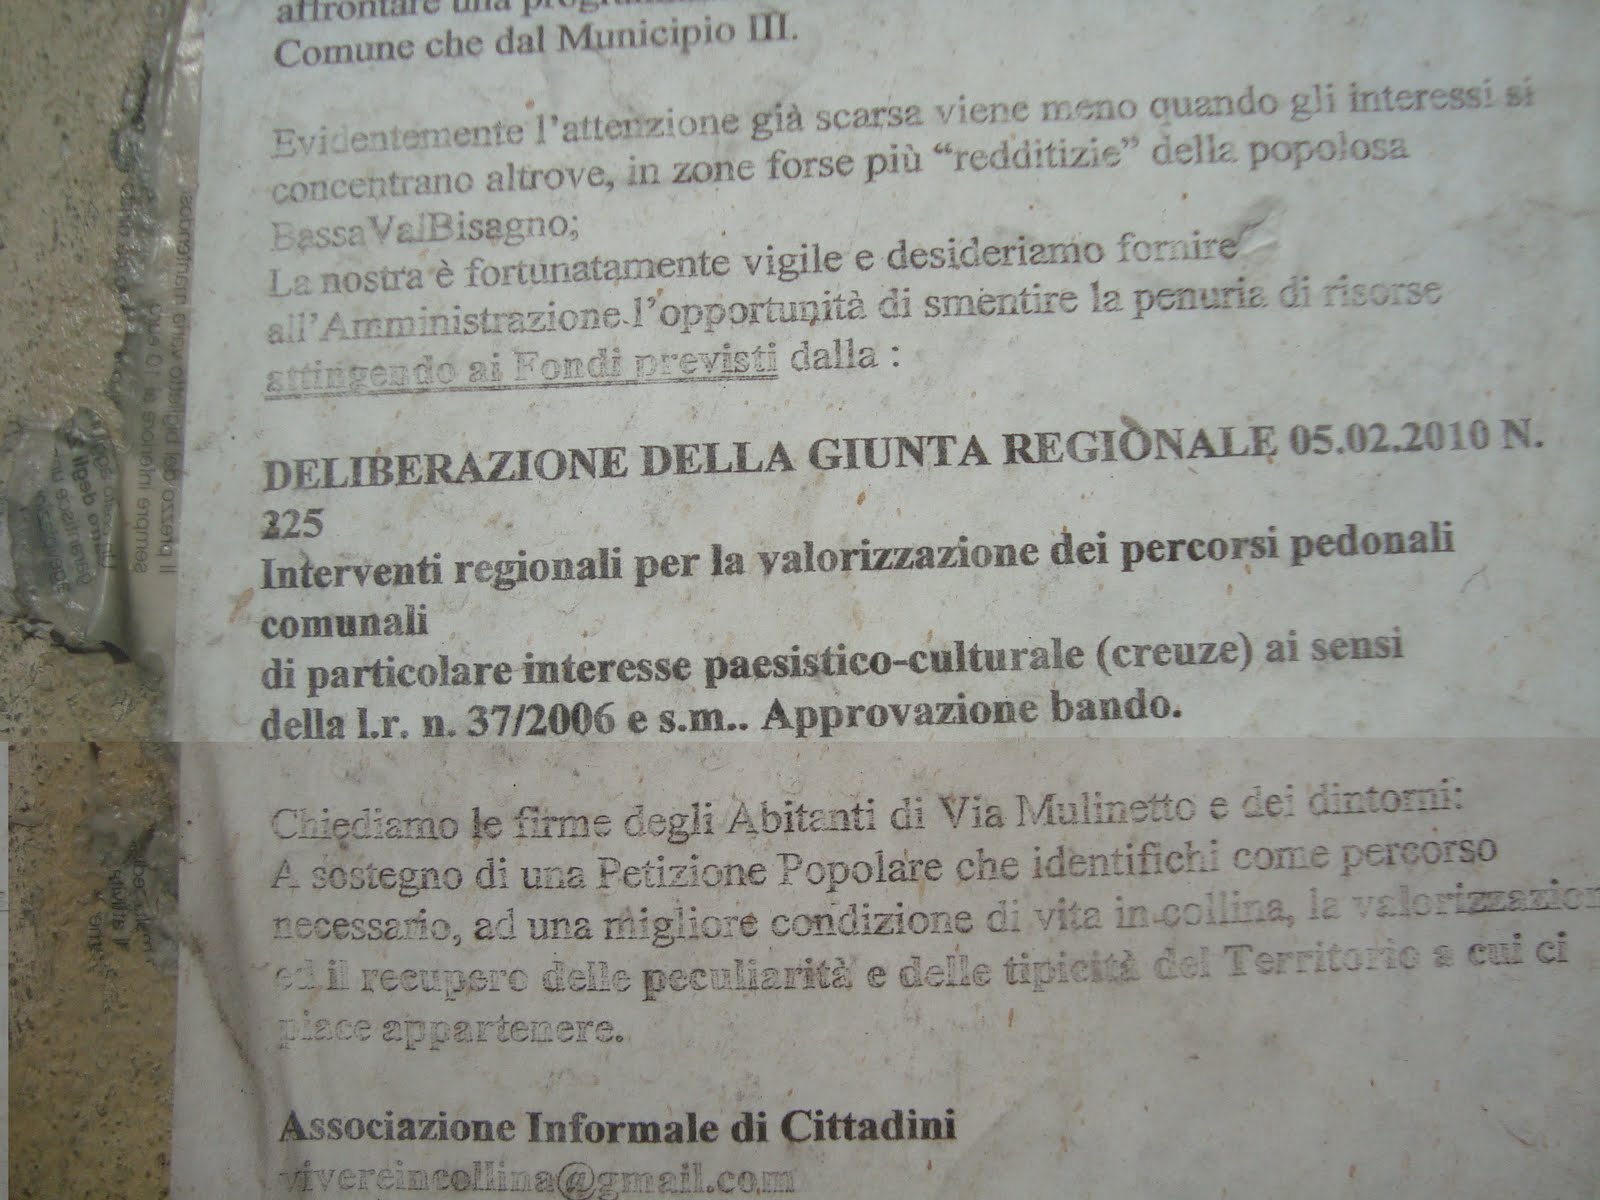 affrontare una
Comune che dal Municipio III.
Evidentemente l'attenzione già scarsa viene meno quando gli interessi si
concentrano altrove, in zone forse più “redditizie” della popolosa
BassaValBisagno;
La nostra è fortunatamente vigile e desideriamo fornire
all'Amministrazione l'opportunità di smentire la penuria di risorse
attingendo ai Fondi previsti dalla :
DELIBERAZIONE DELLA GIUNTA REGIONALE 05.02.2010 N.
225
Interventi regionali per la valorizzazione dei percorsi pedonali
comunali
di particolare interesse paesistico-culturale (creuze) ai sensi
della l.r. n. 37/2006 e s.m.. Approvazione bando.
Chiediamo le firme degli Abitanti di Via Mulinetto e dei dintorni:
A sostegno di una Petizione Popolare che identifichi come percorso
necessario, ad una migliore condizione di vita in collina, la valorizzazion
ed il recupero delle peculiarità e delle tipicità del Territorio a cui ci
piace appartenere.
Associazione Informale di Cittadini
vivereincollina@gmail.com